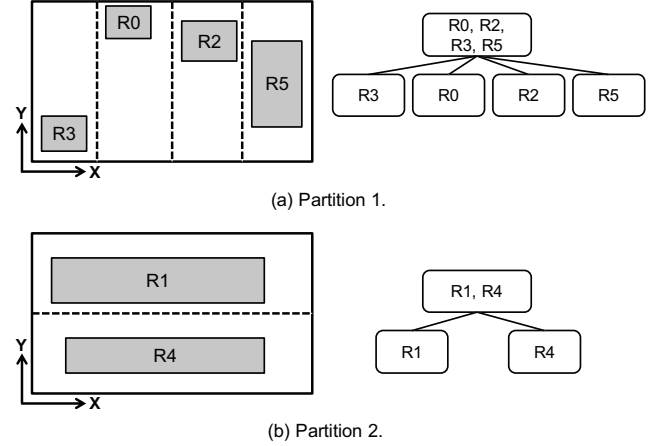 R0
R2
R5
R3
Y
X
R0, R2,
R3, R5
R3 R0 R2 R5
(a) Partition 1.
R1
R4
Y
X
R1, R4
R1 R4
(b) Partition 2.